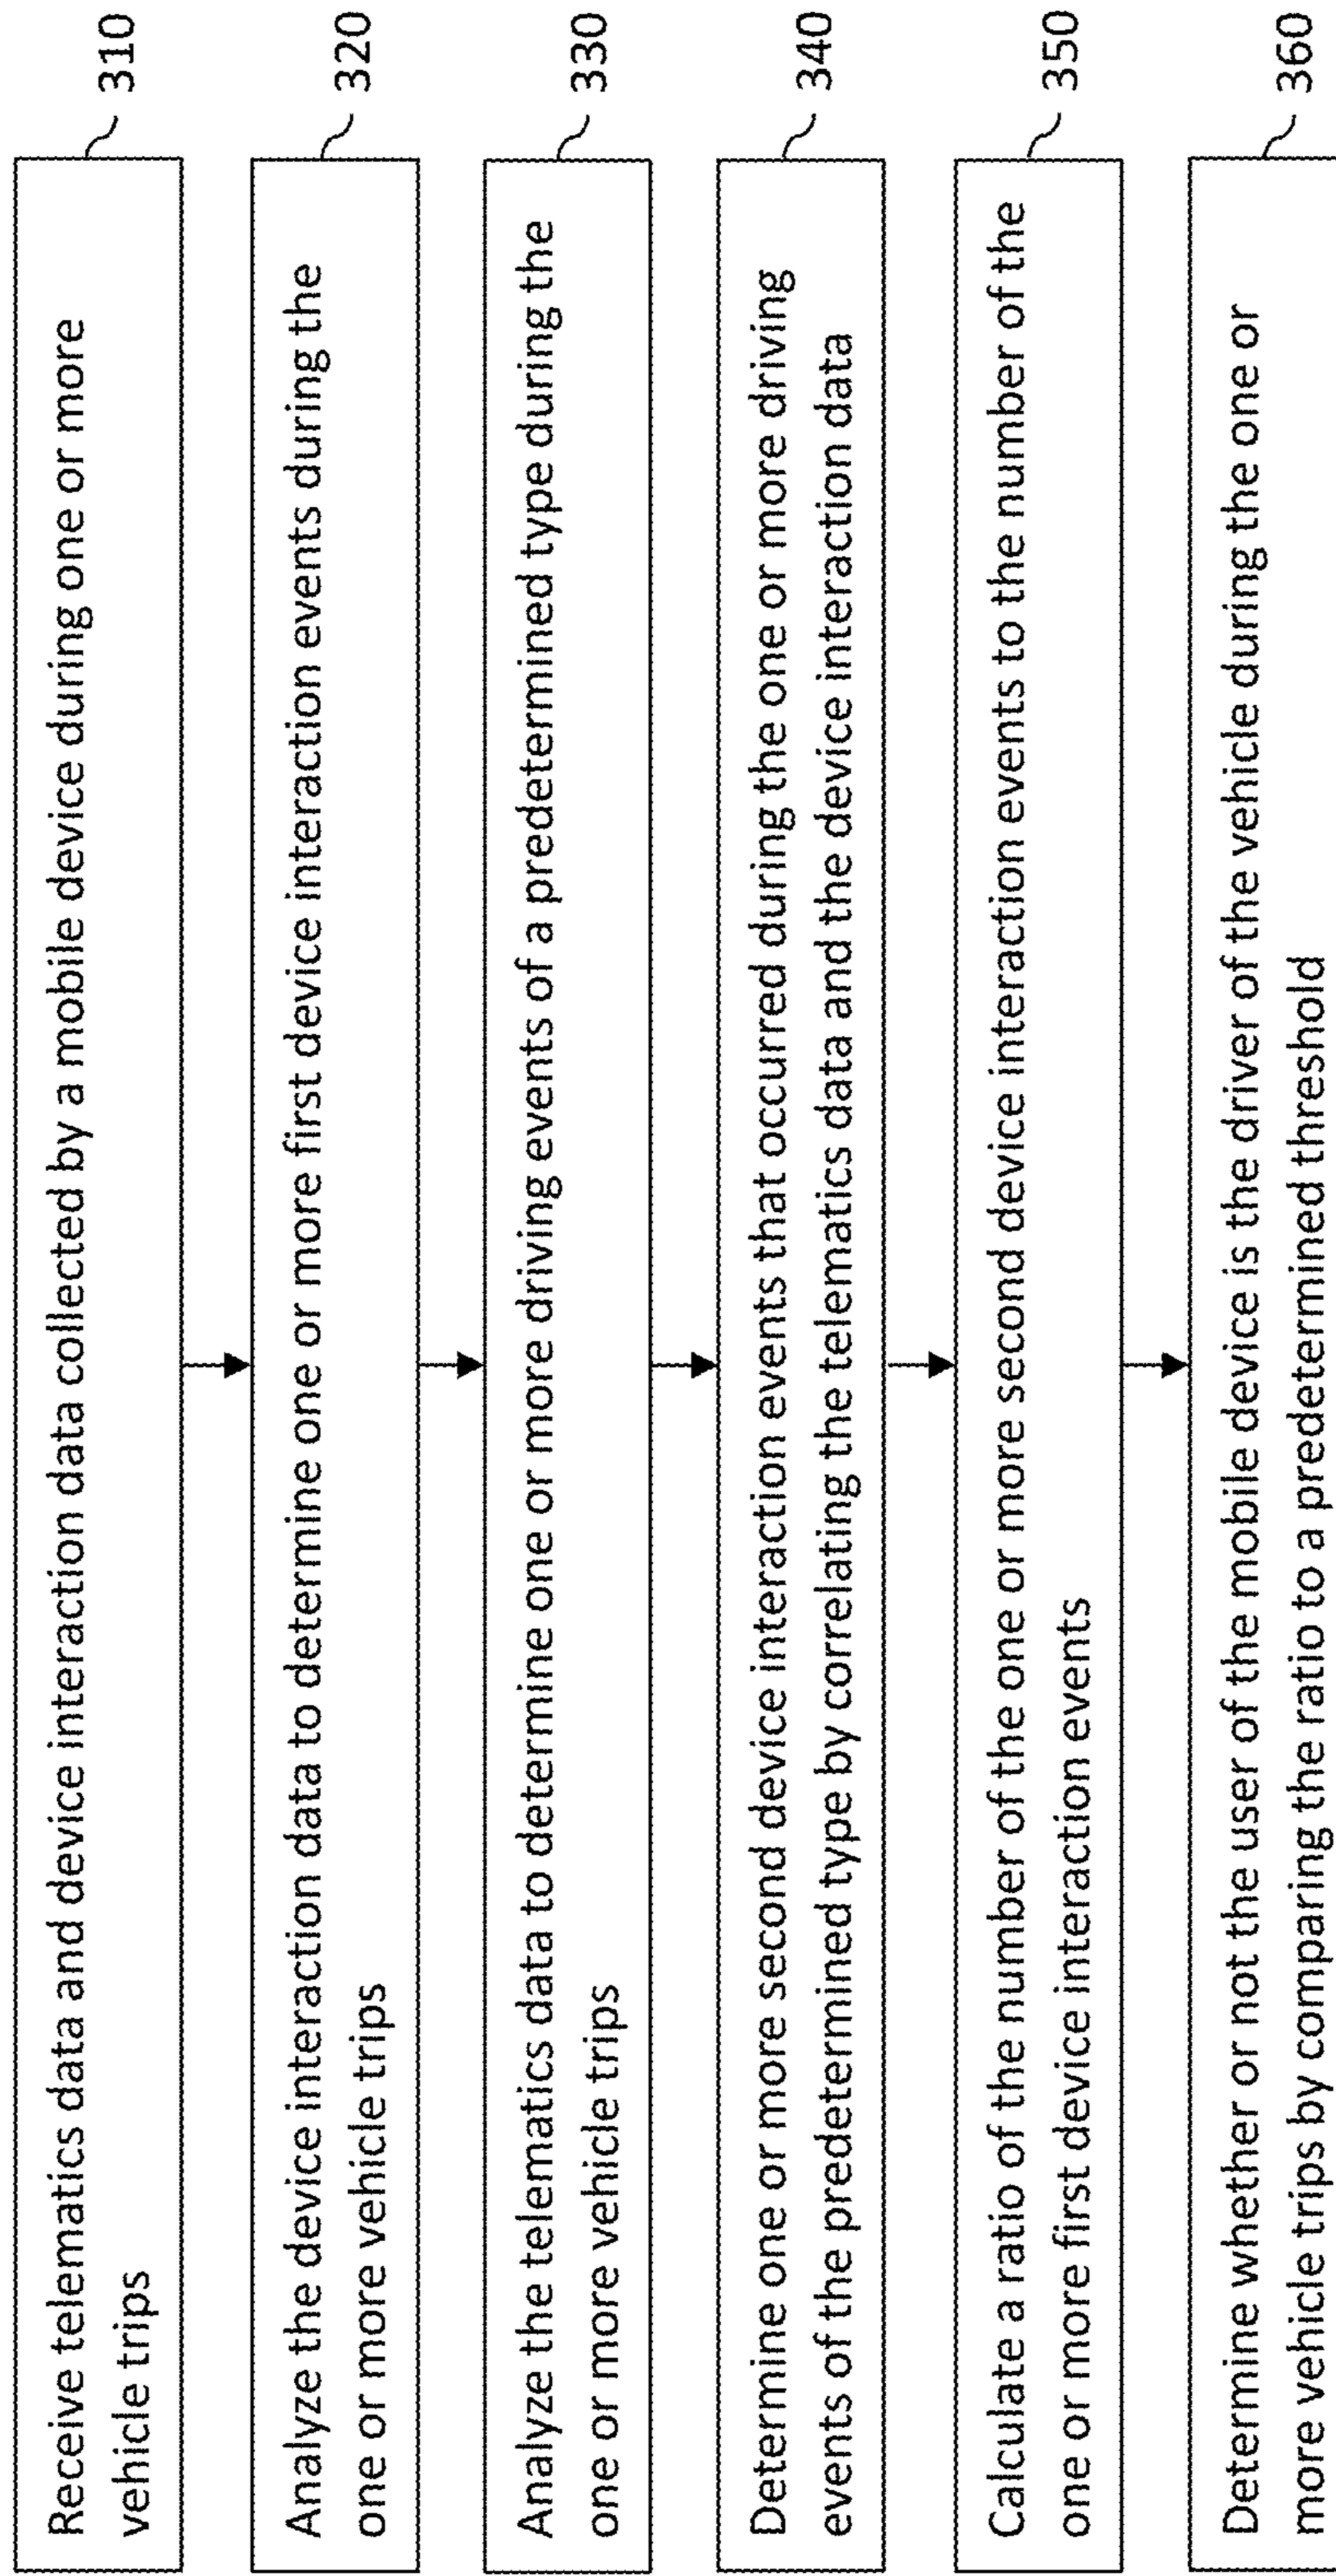 Receive telematics data and device interaction data collected by a mobile device during one or more
vehicle trips
310
Analyze the device interaction data to determine one or more first device interaction events during the
one or more vehicle trips
320
Analyze the telematics data to determine one or more driving events of a predetermined type during the
one or more vehicle trips
330
Determine one or more second device interaction events that occurred during the one or more driving
events of the predetermined type by correlating the telematics data and the device interaction data
340
Calculate a ratio of the number of the one or more second device interaction events to the number of the
one or more first device interaction events
350
Determine whether or not the user of the mobile device is the driver of the vehicle during the one or
more vehicle trips by comparing the ratio to a predetermined threshold
360